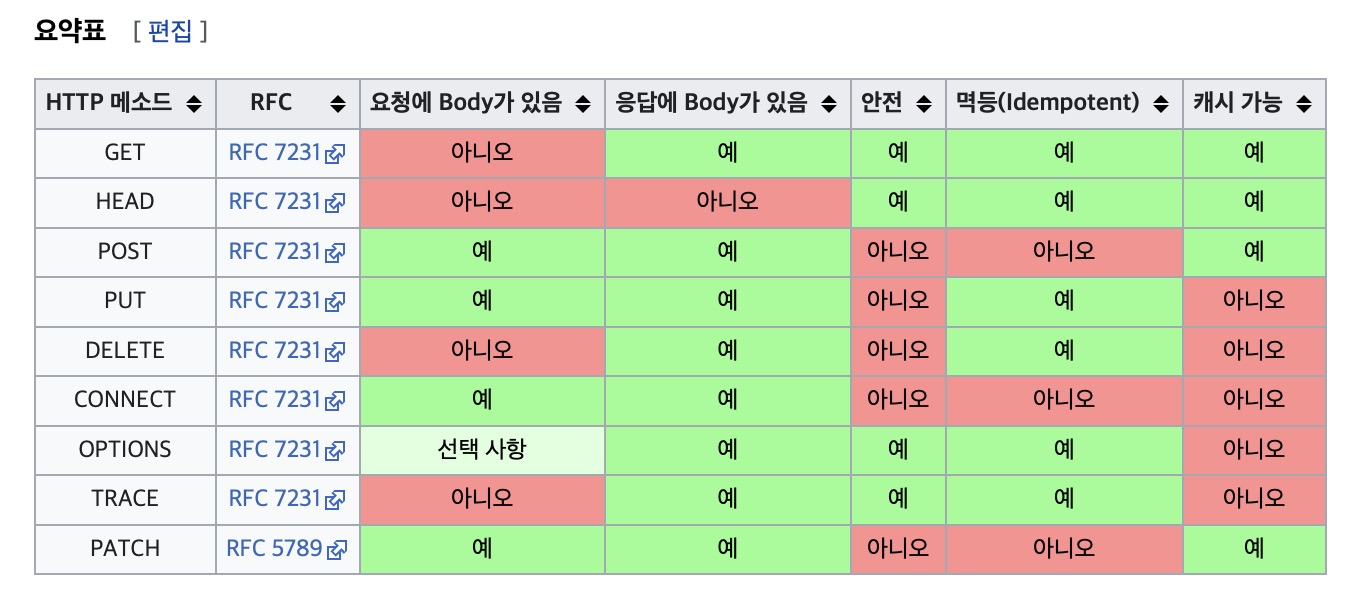 요약표 [ 편집 ]
HTTP 메소드 RFC 요청에 Body가 있음 응답에 Body가 있음 안전 멱등(Idempotent) 캐시 가능
GET RFC 7231 아니오 예 예 예 예
HEAD RFC 7231 아니오 아니오 예 예 예
POST RFC 7231 예 예 아니오 아니오 예
PUT RFC 7231 예 예 아니오 예 아니오
DELETE RFC 7231 아니오 예 아니오 예 아니오
CONNECT RFC 7231 예 예 아니오 아니오 아니오
OPTIONS RFC 7231 선택 사항 예 예 예 아니오
TRACE RFC 7231 아니오 예 예 예 아니오
PATCH RFC 5789 예 예 아니오 아니오 예